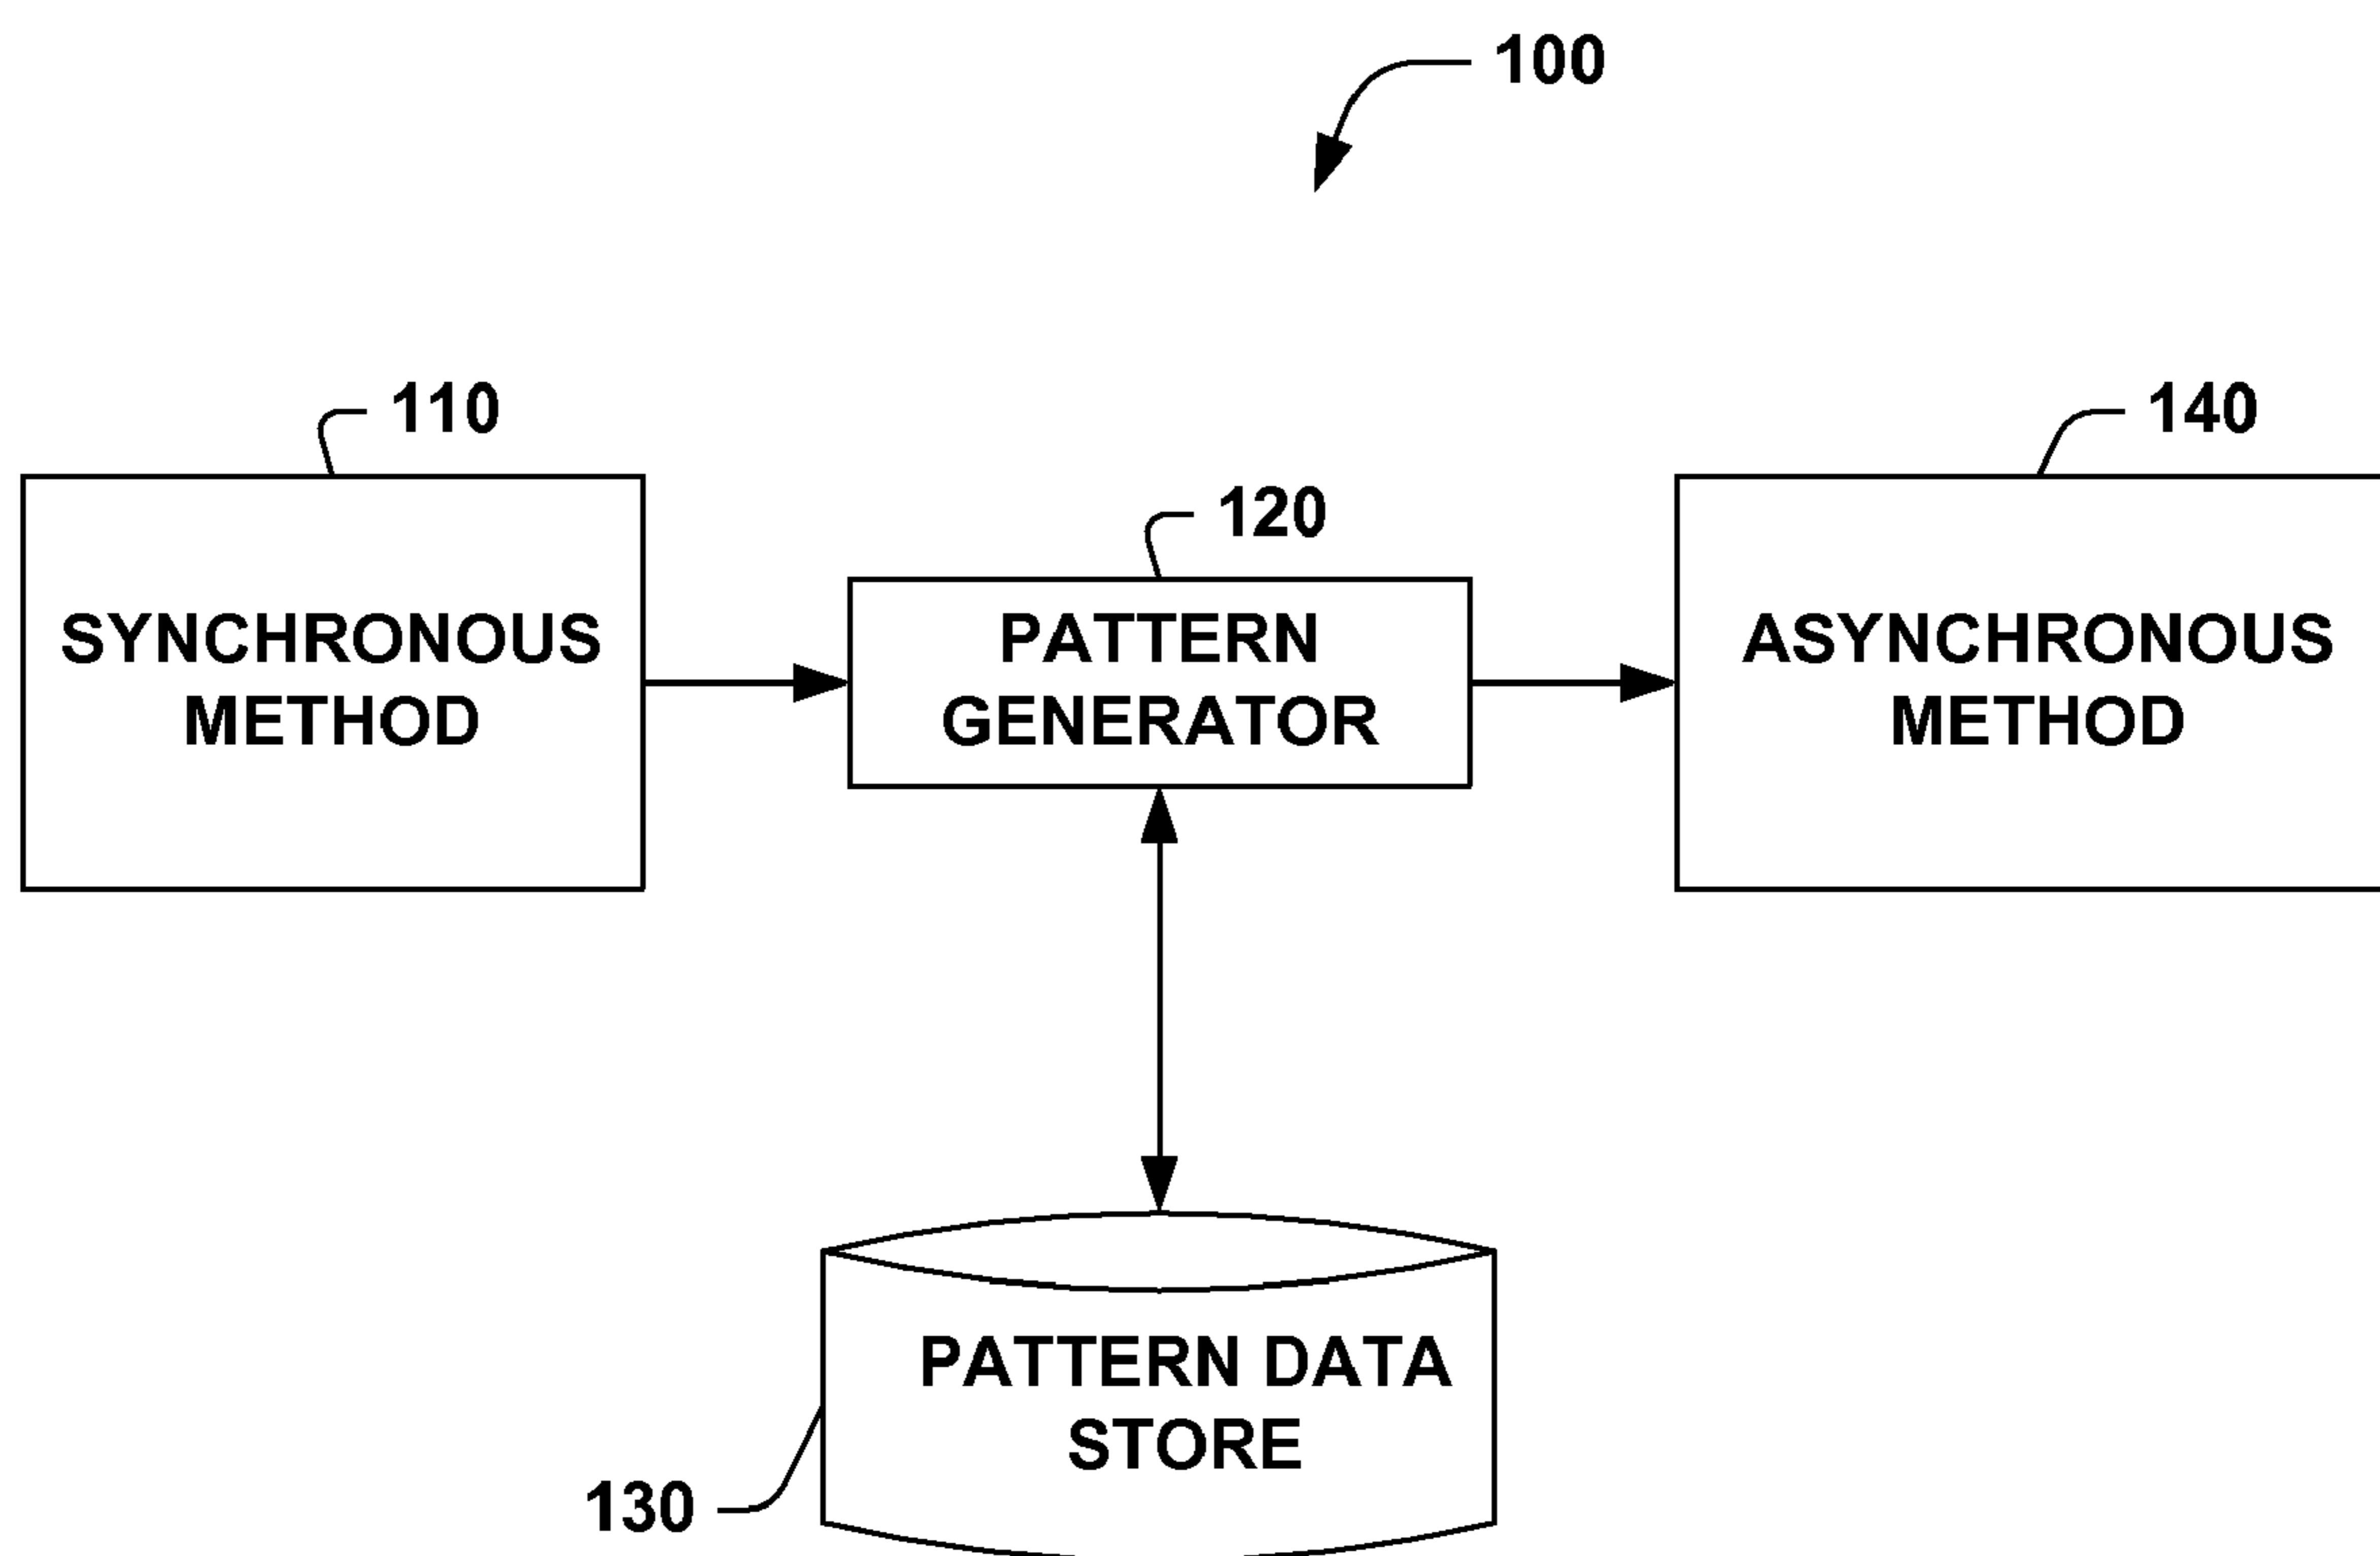 100
110
140
120
SYNCHRONOUS
METHOD
PATTERN
GENERATOR
ASYNCHRONOUS
METHOD
PATTERN DATA
STORE
130